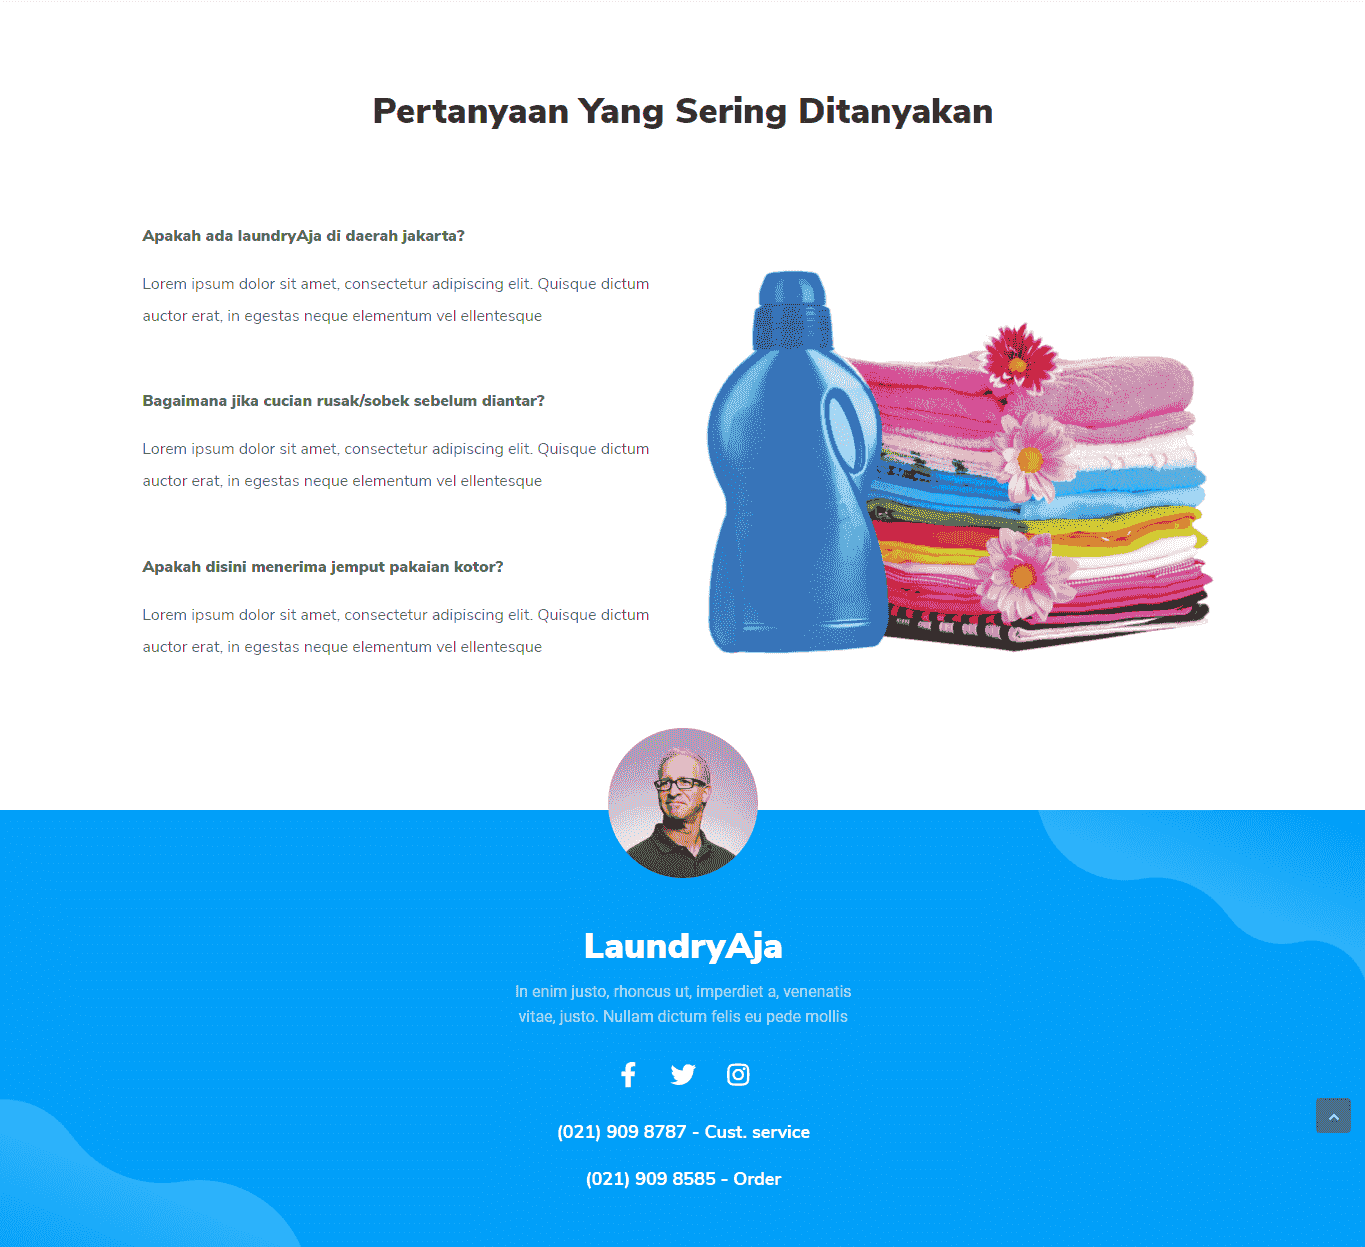 Pertanyaan Yang Sering Ditanyakan
Apakah ada laundryAja di daerah jakarta?
Lorem ipsum dolor sit amet, consectetur adipiscing elit. Quisque dictum
auctor erat, in egestas neque elementum vel ellentesque
Bagaimana jika cucian rusak/sobek sebelum diantar?
Lorem ipsum dolor sit amet, consectetur adipiscing elit. Quisque dictum
auctor erat, in egestas neque elementum vel ellentesque
Apakah disini menerima jemput pakaian kotor?
Lorem ipsum dolor sit amet, consectetur adipiscing elit. Quisque dictum
auctor erat, in egestas neque elementum vel ellentesque
LaundryAja
In enim justo, rhoncus ut, imperdiet a, venenatis
vitae, justo. Nullam dictum felis eu pede mollis
(021) 909 8787 - Cust. service
(021) 909 8585 - Order